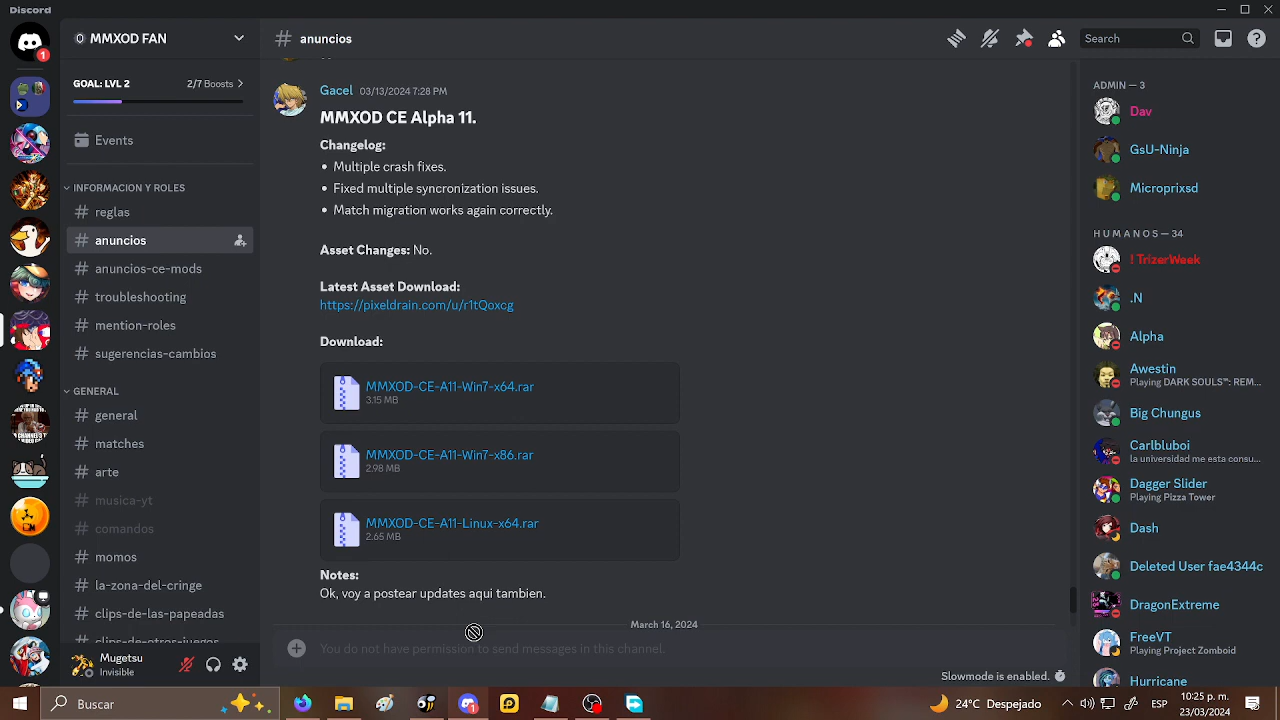 Discord
MMXOD FAN
# anuncios
Search
1
GOAL: LVL 2
2/7 Boosts >
Events
INFORMACION Y ROLES
# reglas
# anuncios
# anuncios-ce-mods
# troubleshooting
# mention-roles
# sugerencias-cambios
GENERAL
# general
# matches
# arte
# musica-yt
# comandos
# momos
# la-zona-del-cringe
# clips-de-las-papeadas
# clips-de-otros-juegos
Mugetsu
Invisible
Gacel 03/13/2024 7:28 PM
MMXOD CE Alpha 11.
Changelog:
• Multiple crash fixes.
• Fixed multiple syncronization issues.
• Match migration works again correctly.
Asset Changes: No.
Latest Asset Download:
https://pixeldrain.com/u/r1tQoxcg
Download:
MMXOD-CE-A11-Win7-x64.rar
3.15 MB
MMXOD-CE-A11-Win7-x86.rar
2.98 MB
MMXOD-CE-A11-Linux-x64.rar
2.65 MB
Notes:
Ok, voy a postear updates aqui tambien.
March 16, 2024
You do not have permission to send messages in this channel.
Slowmode is enabled.
ADMIN — 3
Dav
GsU-Ninja
Microprixsd
H U M A N O S — 34
! TrizerWeek
.N
Alpha
Awestin
Playing DARK SOULS™: REM...
Big Chungus
Carlbluboi
la universidad me esta consu...
Dagger Slider
Playing Pizza Tower
Dash
Deleted User fae4344c
DragonExtreme
FreeVT
Playing Project Zomboid
Hurricane
Buscar
24°C Despejado
ESP
10:25 p. m.
23/03/2024